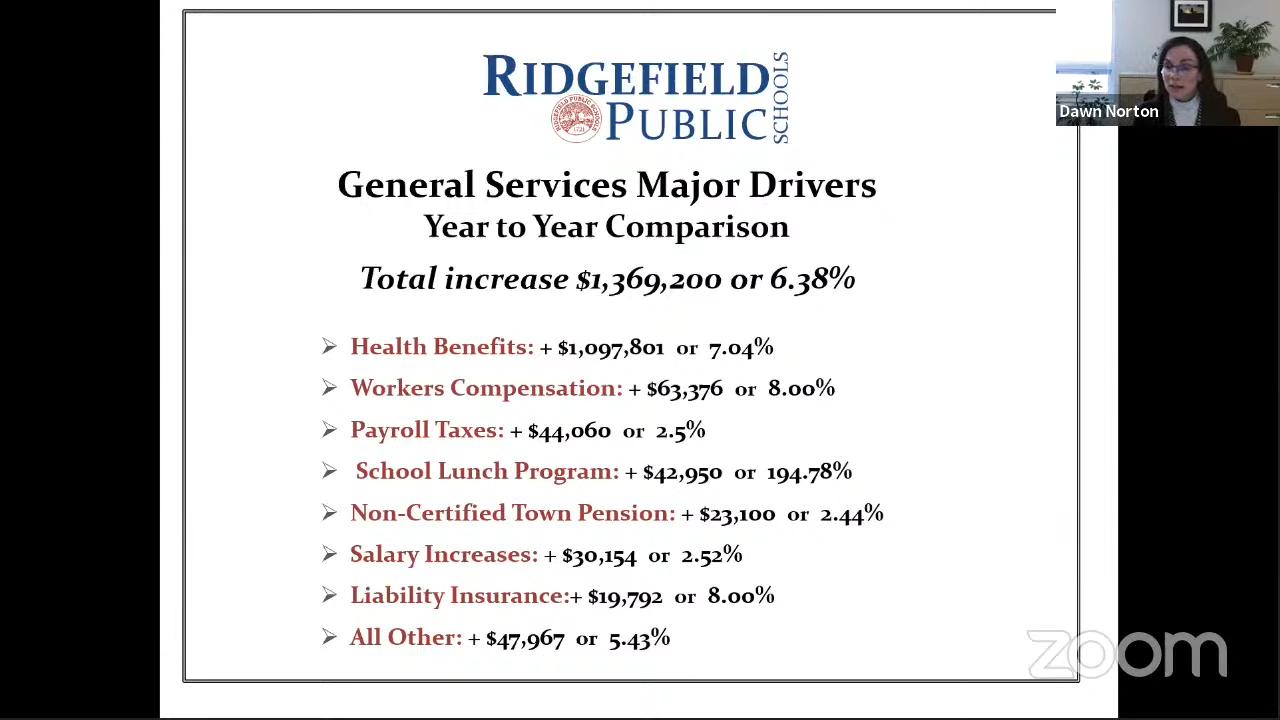 RIDGEFIELD
PUBLIC
SCHOOLS
RIDGEFIELD PUBLIC SCHOOLS
1721
Dawn Norton
General Services Major Drivers
Year to Year Comparison
Total increase $1,369,200 or 6.38%
➢ Health Benefits: + $1,097,801 or 7.04%
➢ Workers Compensation: + $63,376 or 8.00%
➢ Payroll Taxes: + $44,060 or 2.5%
➢ School Lunch Program: + $42,950 or 194.78%
➢ Non-Certified Town Pension: + $23,100 or 2.44%
➢ Salary Increases: + $30,154 or 2.52%
➢ Liability Insurance:+ $19,792 or 8.00%
➢ All Other: + $47,967 or 5.43%
zoom